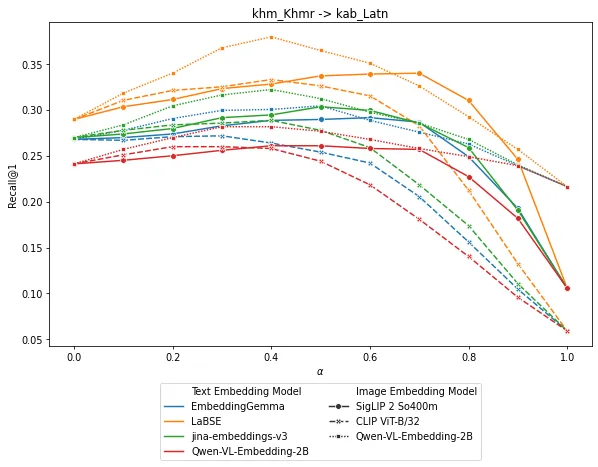 khm_Khmr -> kab_Latn
Recall@1
0.35
0.30
0.25
0.20
0.15
0.10
0.05
0.0 0.2 0.4 0.6 0.8 1.0
α
Text Embedding Model
EmbeddingGemma
LaBSE
jina-embeddings-v3
Qwen-VL-Embedding-2B
Image Embedding Model
SigLIP 2 So400m
CLIP ViT-B/32
Qwen-VL-Embedding-2B